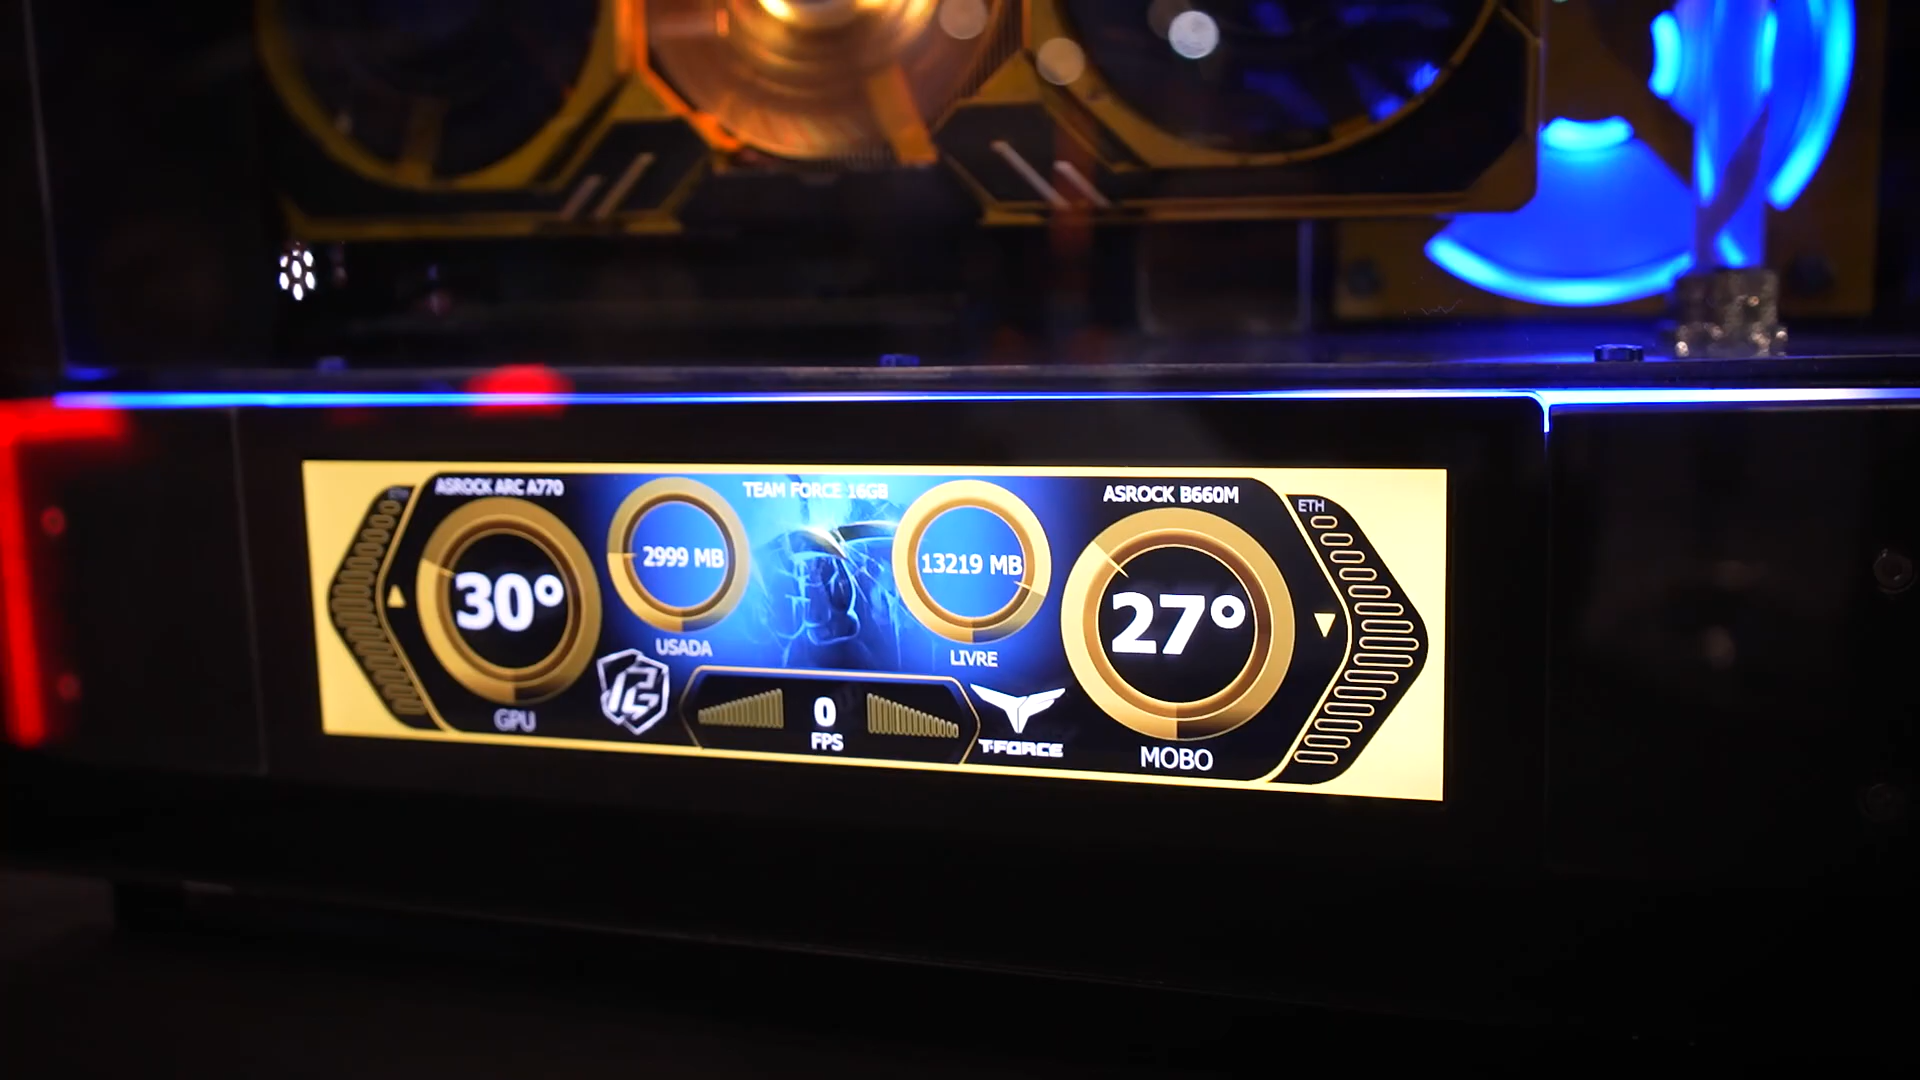 ASROCK ARC A770
30°
GPU
2999 MB
USADA
TEAM FORCE 16GB
13219 MB
LIVRE
0
FPS
T-FORCE
ASROCK B660M
27°
MOBO
ETH
ETH